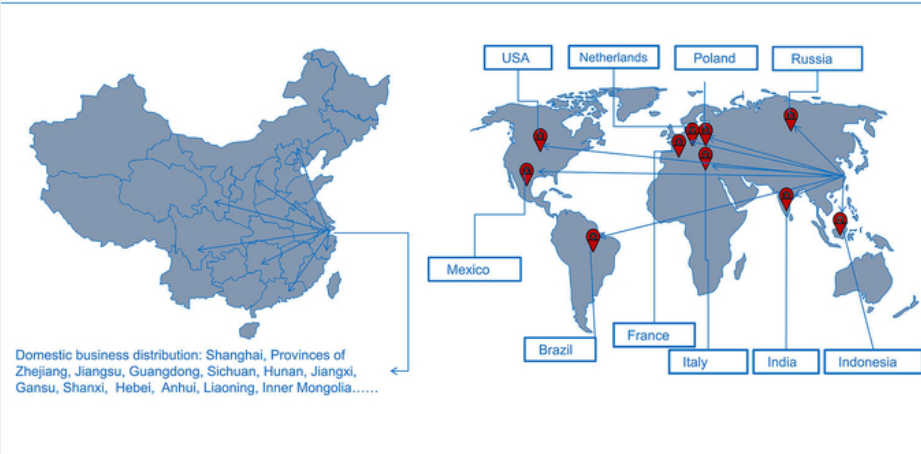 USA
Netherlands
Poland
Russia
Mexico
Brazil
France
Italy
India
Indonesia
Domestic business distribution: Shanghai, Provinces of
Zhejiang, Jiangsu, Guangdong, Sichuan, Hunan, Jiangxi,
Gansu, Shanxi, Hebei, Anhui, Liaoning, Inner Mongolia……